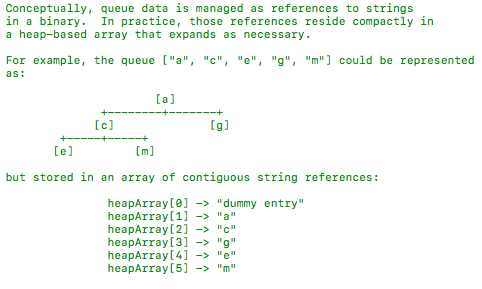 Conceptually, queue data is managed as references to strings
in a binary.  In practice, those references reside compactly in
a heap-based array that expands as necessary.
For example, the queue ["a", "c", "e", "g", "m"] could be represented
as:
[a]
+--------+-------+
[c] [g]
+-----+-----+
[e] [m]
but stored in an array of contiguous string references:
heapArray[0] -> "dummy entry"
heapArray[1] -> "a"
heapArray[2] -> "c"
heapArray[3] -> "g"
heapArray[4] -> "e"
heapArray[5] -> "m"